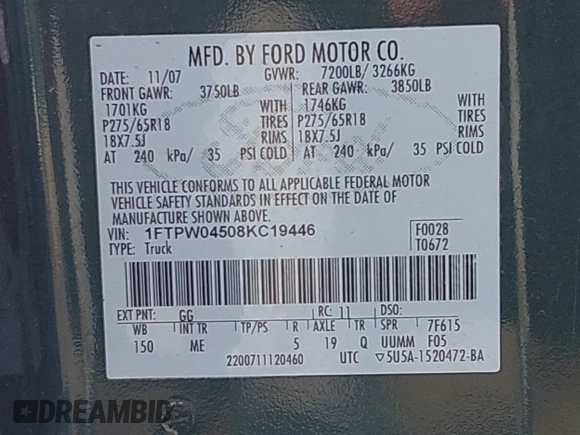 MFD. BY FORD MOTOR CO.
DATE: 11/07 GVWR: 7200LB/ 3266KG
FRONT GAWR: 3750LB REAR GAWR: 3850LB
1701KG WITH 1746KG WITH
P275/65R18 TIRES P275/65R18 TIRES
18X7.5J RIMS 18X7.5J RIMS
AT 240 kPa/ 35 PSI COLD AT 240 kPa/ 35 PSI COLD
THIS VEHICLE CONFORMS TO ALL APPLICABLE FEDERAL MOTOR
VEHICLE SAFETY STANDARDS IN EFFECT ON THE DATE OF
MANUFACTURE SHOWN ABOVE.
VIN: 1FTPW04508KC19446 F0028
TYPE: Truck T0672
EXT PNT: GG RC: 11 DSO:
WB INT TR TP/PS R AXLE TR SPR 7F615
150 ME 5 19 Q UUMM F05
2200711120460 UTC ▽5U5A-1520472-BA
Ford
DREAMBID